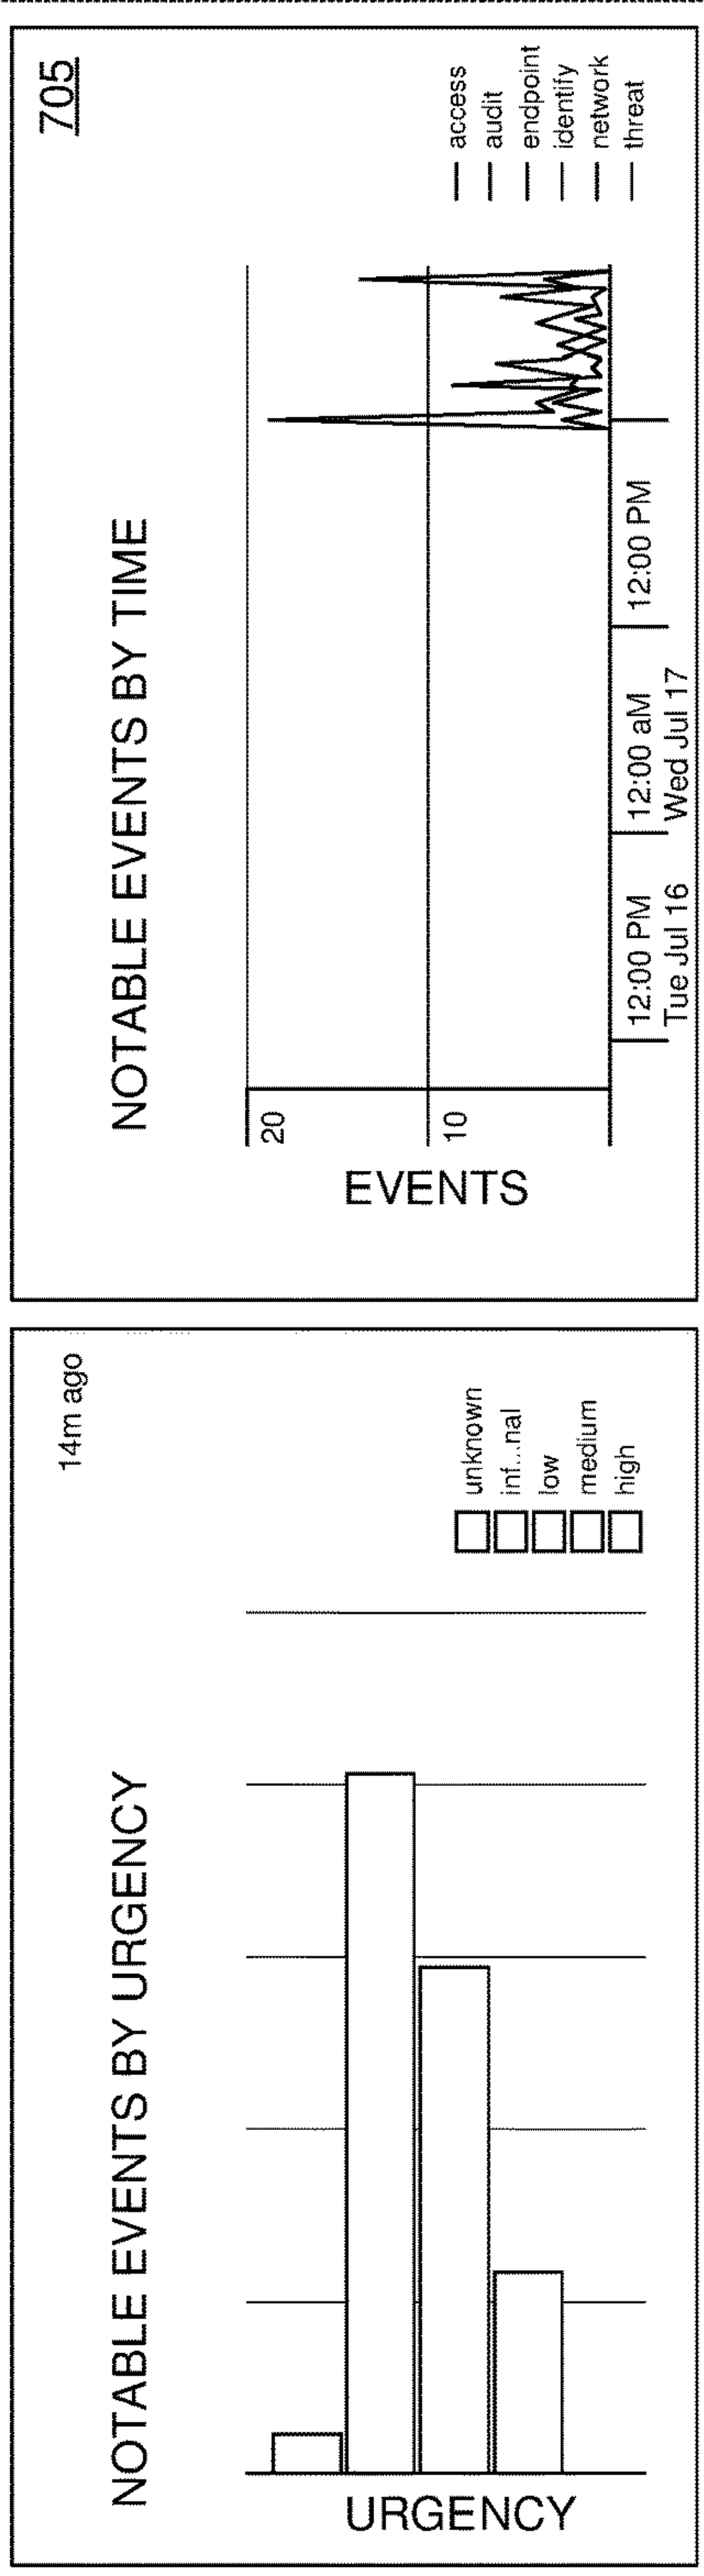 NOTABLE EVENTS BY URGENCY
14m ago
URGENCY
unknown
inf...nal
low
medium
high
705
NOTABLE EVENTS BY TIME
EVENTS
20
10
12:00 PM
Tue Jul 16
12:00 aM
Wed Jul 17
12:00 PM
access
audit
endpoint
identify
network
threat